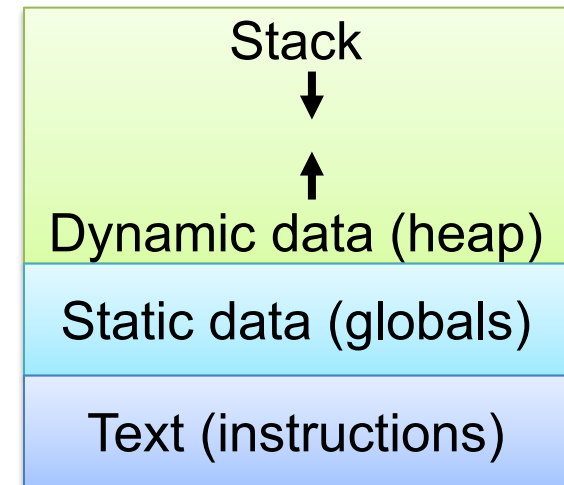 Stack
Dynamic data (heap)
Static data (globals)
Text (instructions)